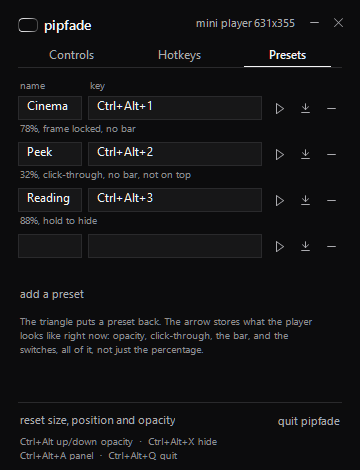 pipfade
mini player 631x355
Controls Hotkeys Presets
name key
Cinema Ctrl+Alt+1
78%, frame locked, no bar
Peek Ctrl+Alt+2
32%, click-through, no bar, not on top
Reading Ctrl+Alt+3
88%, hold to hide
add a preset
The triangle puts a preset back. The arrow stores what the player
looks like right now: opacity, click-through, the bar, and the
switches, all of it, not just the percentage.
reset size, position and opacity quit pipfade
Ctrl+Alt up/down opacity · Ctrl+Alt+X hide
Ctrl+Alt+A panel · Ctrl+Alt+Q quit